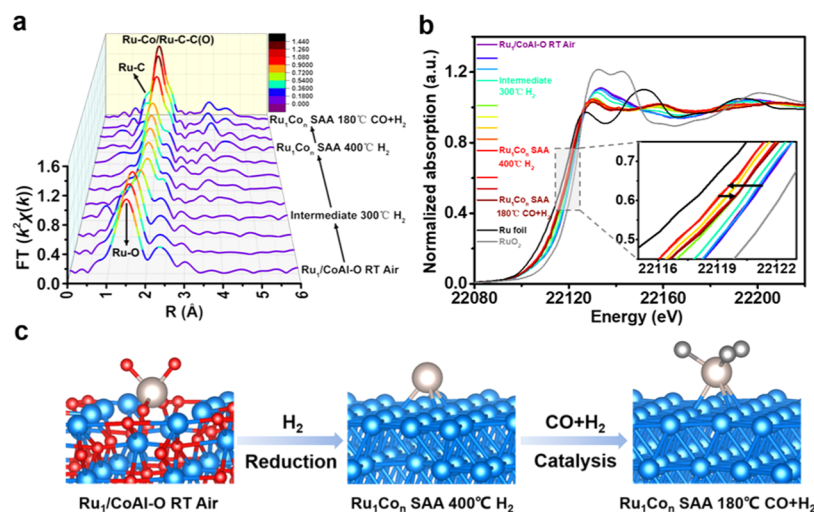 a
Ru-Co/Ru-C-C(O)
Ru-C
1.440
1.260
1.080
0.9000
0.7200
0.5400
0.3600
0.1800
0.000
Ru₁Coₙ SAA 180℃ CO+H₂
Ru₁Coₙ SAA 400℃ H₂
Intermediate 300℃ H₂
Ru₁/CoAl-O RT Air
1.6
1.2
0.8
0.4
0.0
FT (k²χ(k))
Ru-O
0 1 2 3 4 5 6
R (Å)
b
Normalized absorption (a.u.)
1.2
0.8
0.4
0.0
Ru₁/CoAl-O RT Air
Intermediate
300℃ H₂
Ru₁Coₙ SAA
400℃ H₂
Ru₁Coₙ SAA
180℃ CO+H₂
Ru foil
RuO₂
0.7
0.6
0.5
22116 22119 22122
22080 22120 22160 22200
Energy (eV)
c
H₂
Reduction
CO+H₂
Catalysis
Ru₁/CoAl-O RT Air
Ru₁Coₙ SAA 400℃ H₂
Ru₁Coₙ SAA 180℃ CO+H₂